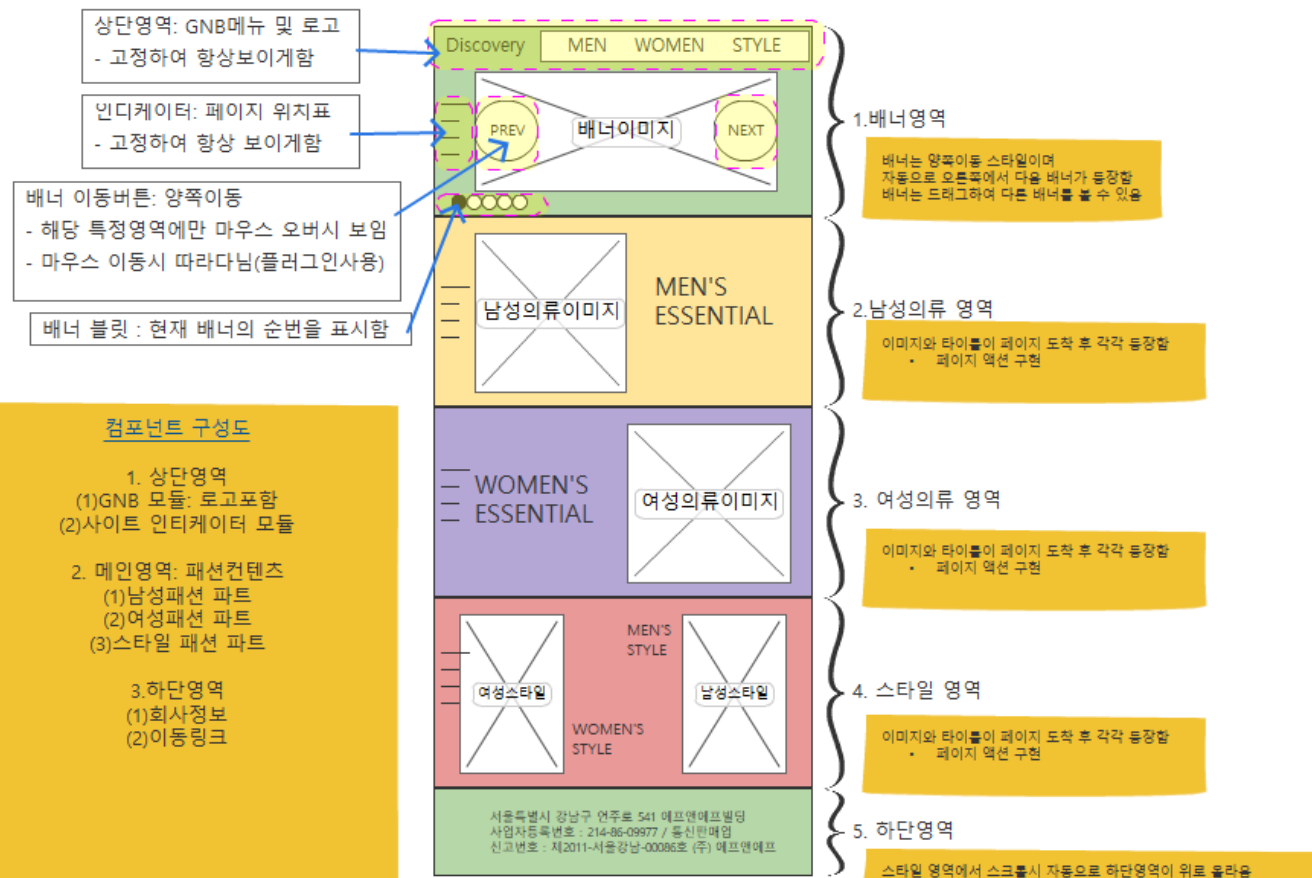 상단영역: GNB메뉴 및 로고
- 고정하여 항상보이게함
인디케이터: 페이지 위치표
- 고정하여 항상 보이게함
배너 이동버튼: 양쪽이동
- 해당 특정영역에만 마우스 오버시 보임
- 마우스 이동시 따라다님(플러그인사용)
배너 블릿 : 현재 배너의 순번을 표시함
컴포넌트 구성도
1. 상단영역
(1)GNB 모듈: 로고포함
(2)사이트 인티케이터 모듈
2. 메인영역: 패션컨텐츠
(1)남성패션 파트
(2)여성패션 파트
(3)스타일 패션 파트
3.하단영역
(1)회사정보
(2)이동링크
Discovery MEN WOMEN STYLE
PREV 배너이미지 NEXT
남성의류이미지
MEN'S
ESSENTIAL
WOMEN'S
ESSENTIAL
여성의류이미지
여성스타일
WOMEN'S
STYLE
MEN'S
STYLE
남성스타일
서울특별시 강남구 언주로 541 에프앤에프빌딩
사업자등록번호 : 214-86-09977 / 통신판매업
신고번호 : 제2011-서울강남-00086호 (주) 에프앤에프
1.배너영역
배너는 양쪽이동 스타일이며
자동으로 오른쪽에서 다음 배너가 등장함
배너는 드래그하여 다른 배너를 볼 수 있음
2.남성의류 영역
이미지와 타이틀이 페이지 도착 후 각각 등장함
• 페이지 액션 구현
3. 여성의류 영역
이미지와 타이틀이 페이지 도착 후 각각 등장함
• 페이지 액션 구현
4. 스타일 영역
이미지와 타이틀이 페이지 도착 후 각각 등장함
• 페이지 액션 구현
5. 하단영역
스타일 영역에서 스크롤시 자동으로 하단영역이 위로 올라옴